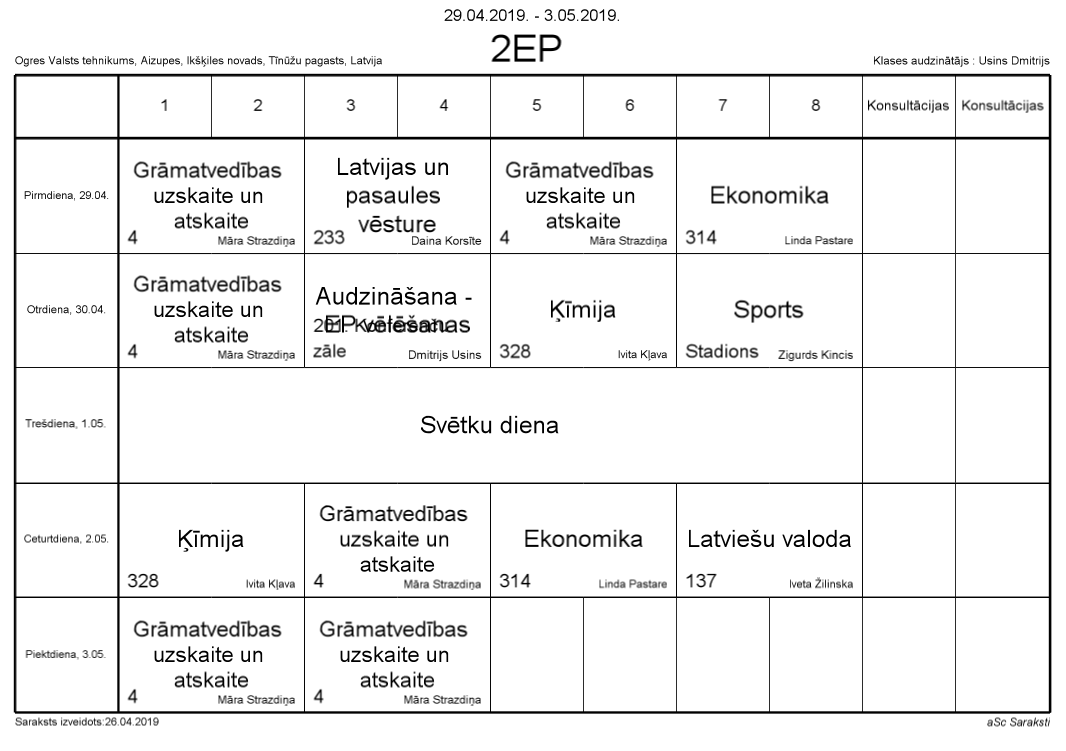 29.04.2019. - 3.05.2019.
2EP
Ogres Valsts tehnikums, Aizupes, Ikšķiles novads, Tīnūžu pagasts, Latvija
Klases audzinātājs : Usins Dmitrijs
1 2 3 4 5 6 7 8 Konsultācijas Konsultācijas
Pirmdiena, 29.04.
Grāmatvedības
uzskaite un
atskaite
4 Māra Strazdiņa
Latvijas un
pasaules
vēsture
233 Daina Korsīte
Grāmatvedības
uzskaite un
atskaite
4 Māra Strazdiņa
Ekonomika
314 Linda Pastare
Otrdiena, 30.04.
Grāmatvedības
uzskaite un
atskaite
4 Māra Strazdiņa
Audzināšana -
EP vēlēšanas
201. Konferenču
zāle Dmitrijs Usins
Ķīmija
328 Ivita Kļava
Sports
Stadions Zigurds Kincis
Trešdiena, 1.05.
Svētku diena
Ceturtdiena, 2.05.
Ķīmija
328 Ivita Kļava
Grāmatvedības
uzskaite un
atskaite
4 Māra Strazdiņa
Ekonomika
314 Linda Pastare
Latviešu valoda
137 Iveta Žilinska
Piektdiena, 3.05.
Grāmatvedības
uzskaite un
atskaite
4 Māra Strazdiņa
Grāmatvedības
uzskaite un
atskaite
4 Māra Strazdiņa
Saraksts izveidots:26.04.2019
aSc Saraksti